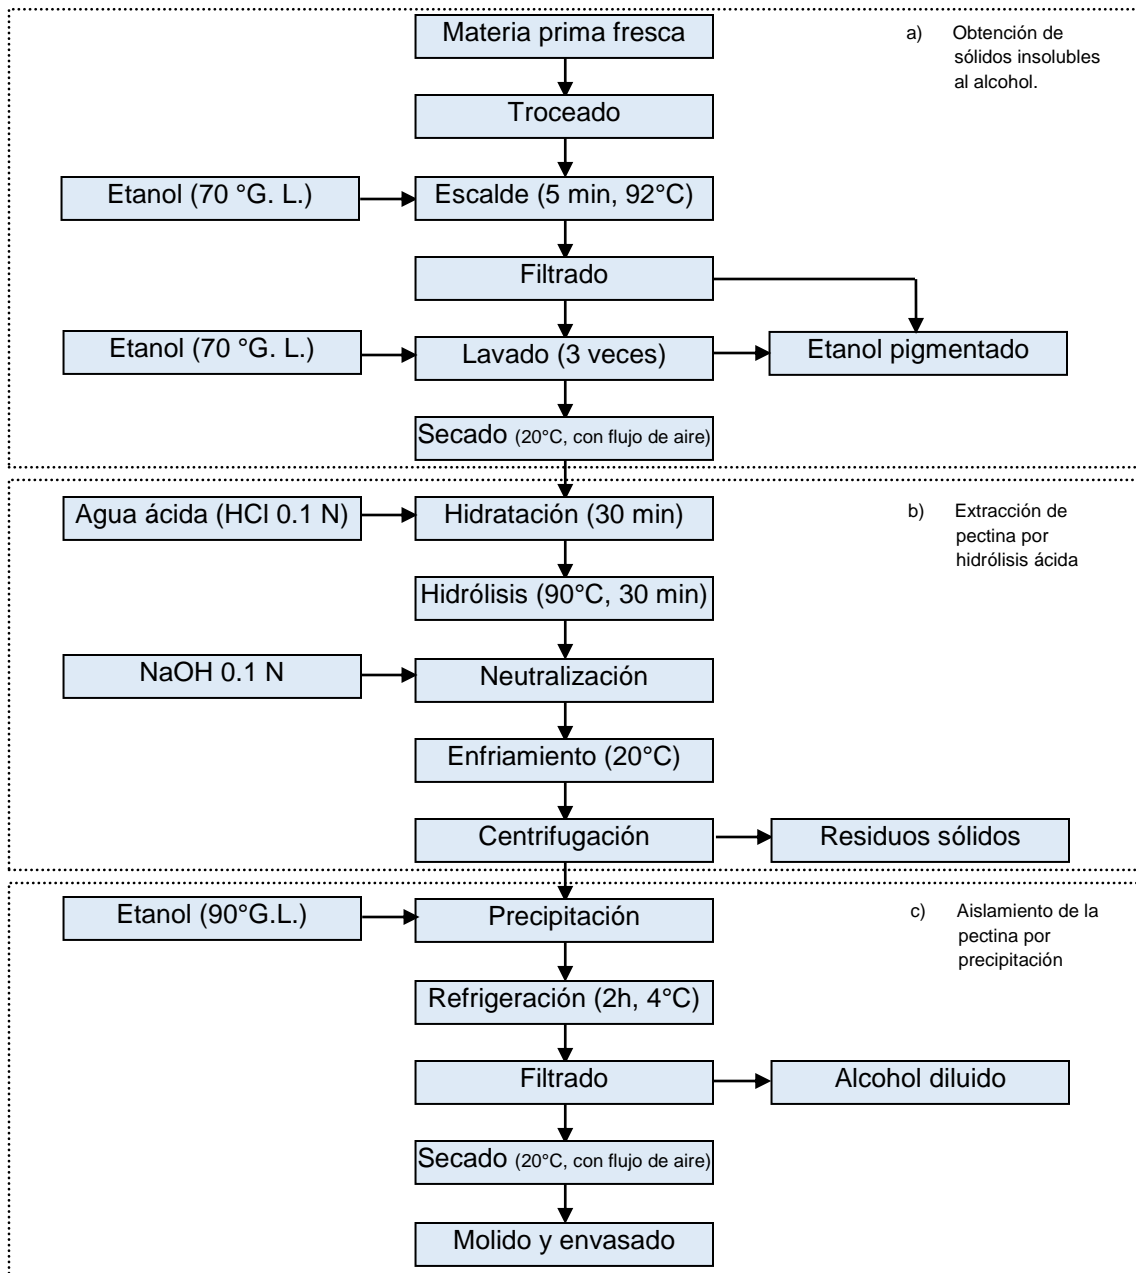 Materia prima fresca
a) Obtención de
sólidos insolubles
al alcohol.
Troceado
Etanol (70 °G. L.)
Escalde (5 min, 92°C)
Filtrado
Etanol (70 °G. L.)
Lavado (3 veces)
Etanol pigmentado
Secado (20°C, con flujo de aire)
Agua ácida (HCl 0.1 N)
Hidratación (30 min)
b) Extracción de
pectina por
hidrólisis ácida
Hidrólisis (90°C, 30 min)
NaOH 0.1 N
Neutralización
Enfriamiento (20°C)
Centrifugación
Residuos sólidos
Etanol (90°G.L.)
Precipitación
c) Aislamiento de la
pectina por
precipitación
Refrigeración (2h, 4°C)
Filtrado
Alcohol diluido
Secado (20°C, con flujo de aire)
Molido y envasado